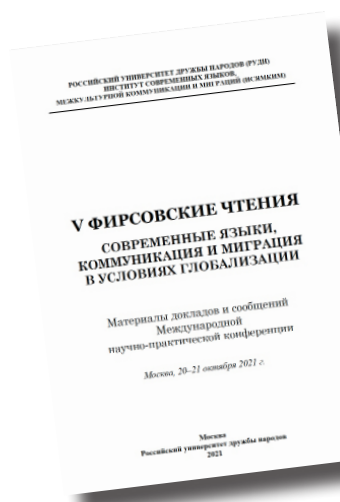 РОССИЙСКИЙ УНИВЕРСИТЕТ ДРУЖБЫ НАРОДОВ (РУДН)
ИНСТИТУТ СОВРЕМЕННЫХ ЯЗЫКОВ,
МЕЖКУЛЬТУРНОЙ КОММУНИКАЦИИ И МИГРАЦИЙ (ИСЯМКИМ)
V ФИРСОВСКИЕ ЧТЕНИЯ
СОВРЕМЕННЫЕ ЯЗЫКИ,
КОММУНИКАЦИЯ И МИГРАЦИЯ
В УСЛОВИЯХ ГЛОБАЛИЗАЦИИ
Материалы докладов и сообщений
Международной
научно-практической конференции
Москва, 20–21 октября 2021 г.
Москва
Российский университет дружбы народов
2021